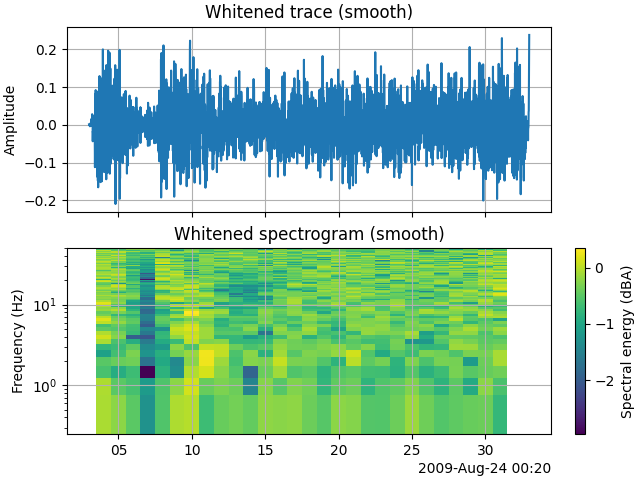 Whitened trace (smooth)
0.2
0.1
0.0
−0.1
−0.2
Amplitude
Whitened spectrogram (smooth)
10¹
10⁰
Frequency (Hz)
05 10 15 20 25 30
2009-Aug-24 00:20
0
−1
−2
Spectral energy (dBA)